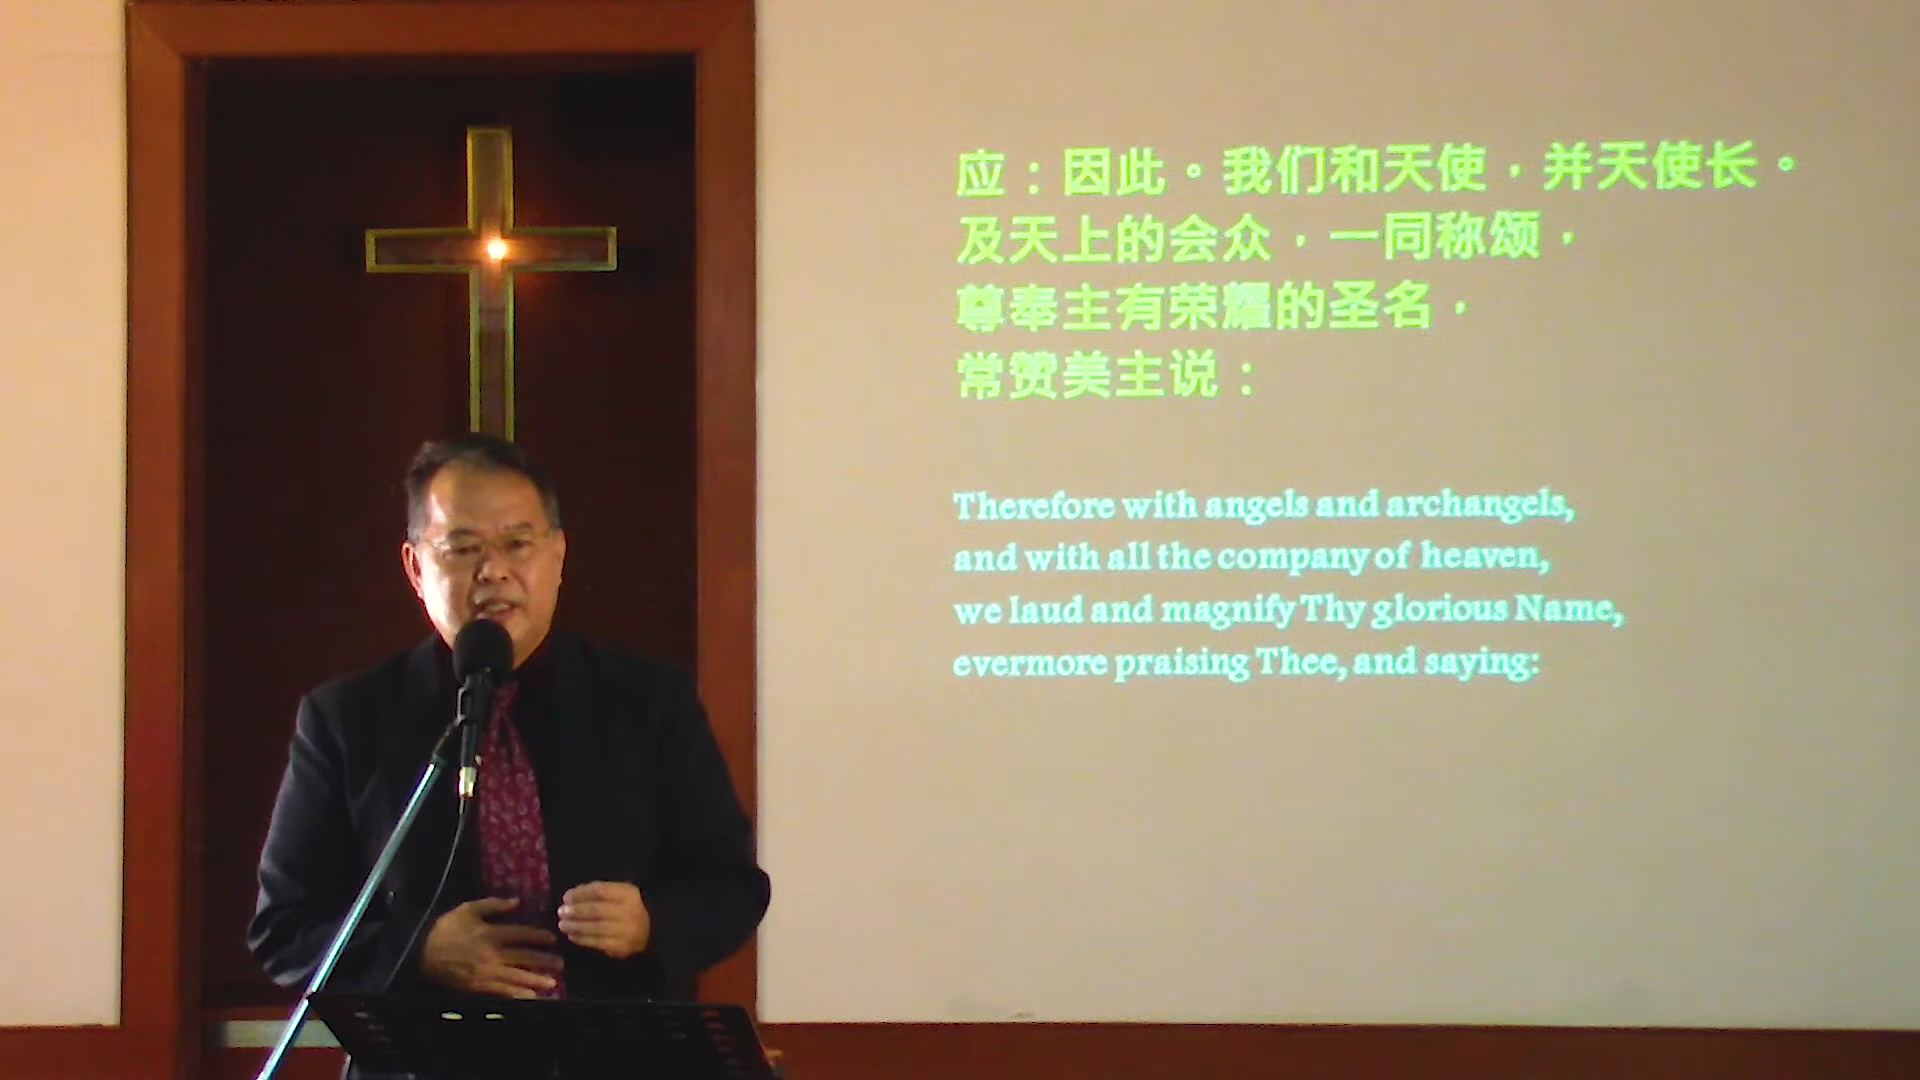 应：因此。我们和天使，并天使长。
及天上的会众，一同称颂，
尊奉主有荣耀的圣名，
常赞美主说：
Therefore with angels and archangels,
and with all the company of heaven,
we laud and magnify Thy glorious Name,
evermore praising Thee, and saying: